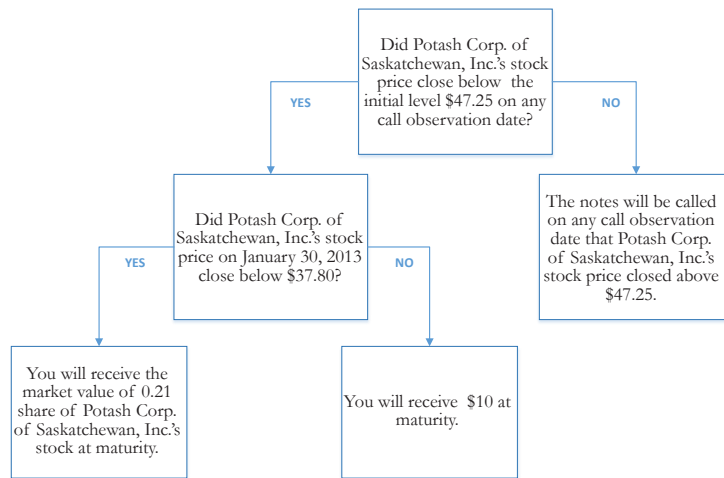 Did Potash Corp. of
Saskatchewan, Inc.'s stock
price close below the
initial level $47.25 on any
call observation date?
YES
NO
Did Potash Corp. of
Saskatchewan, Inc.'s stock
price on January 30, 2013
close below $37.80?
The notes will be called
on any call observation
date that Potash Corp.
of Saskatchewan, Inc.'s
stock price closed above
$47.25.
YES
NO
You will receive the
market value of 0.21
share of Potash Corp.
of Saskatchewan, Inc.'s
stock at maturity.
You will receive $10 at
maturity.